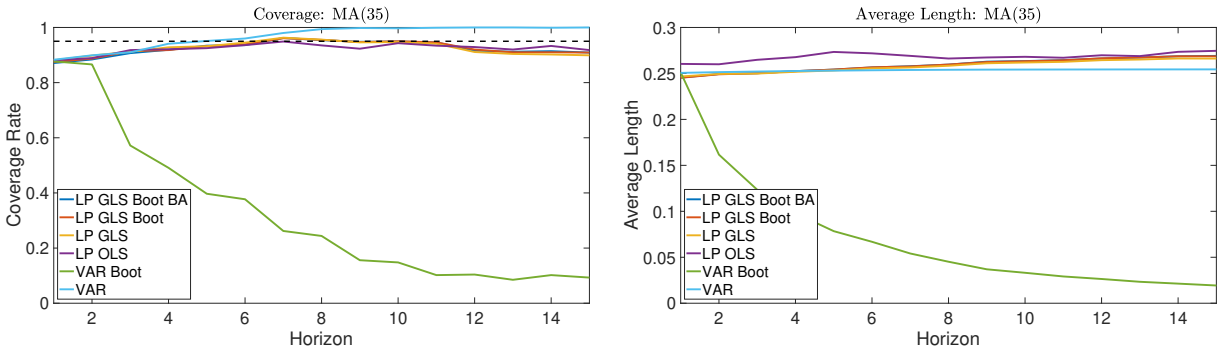 Coverage: MA(35)
1
0.8
0.6
0.4
0.2
0
Coverage Rate
LP GLS Boot BA
LP GLS Boot
LP GLS
LP OLS
VAR Boot
VAR
2 4 6 8 10 12 14
Horizon
Average Length: MA(35)
0.3
0.25
0.2
0.15
0.1
0.05
0
Average Length
LP GLS Boot BA
LP GLS Boot
LP GLS
LP OLS
VAR Boot
VAR
2 4 6 8 10 12 14
Horizon